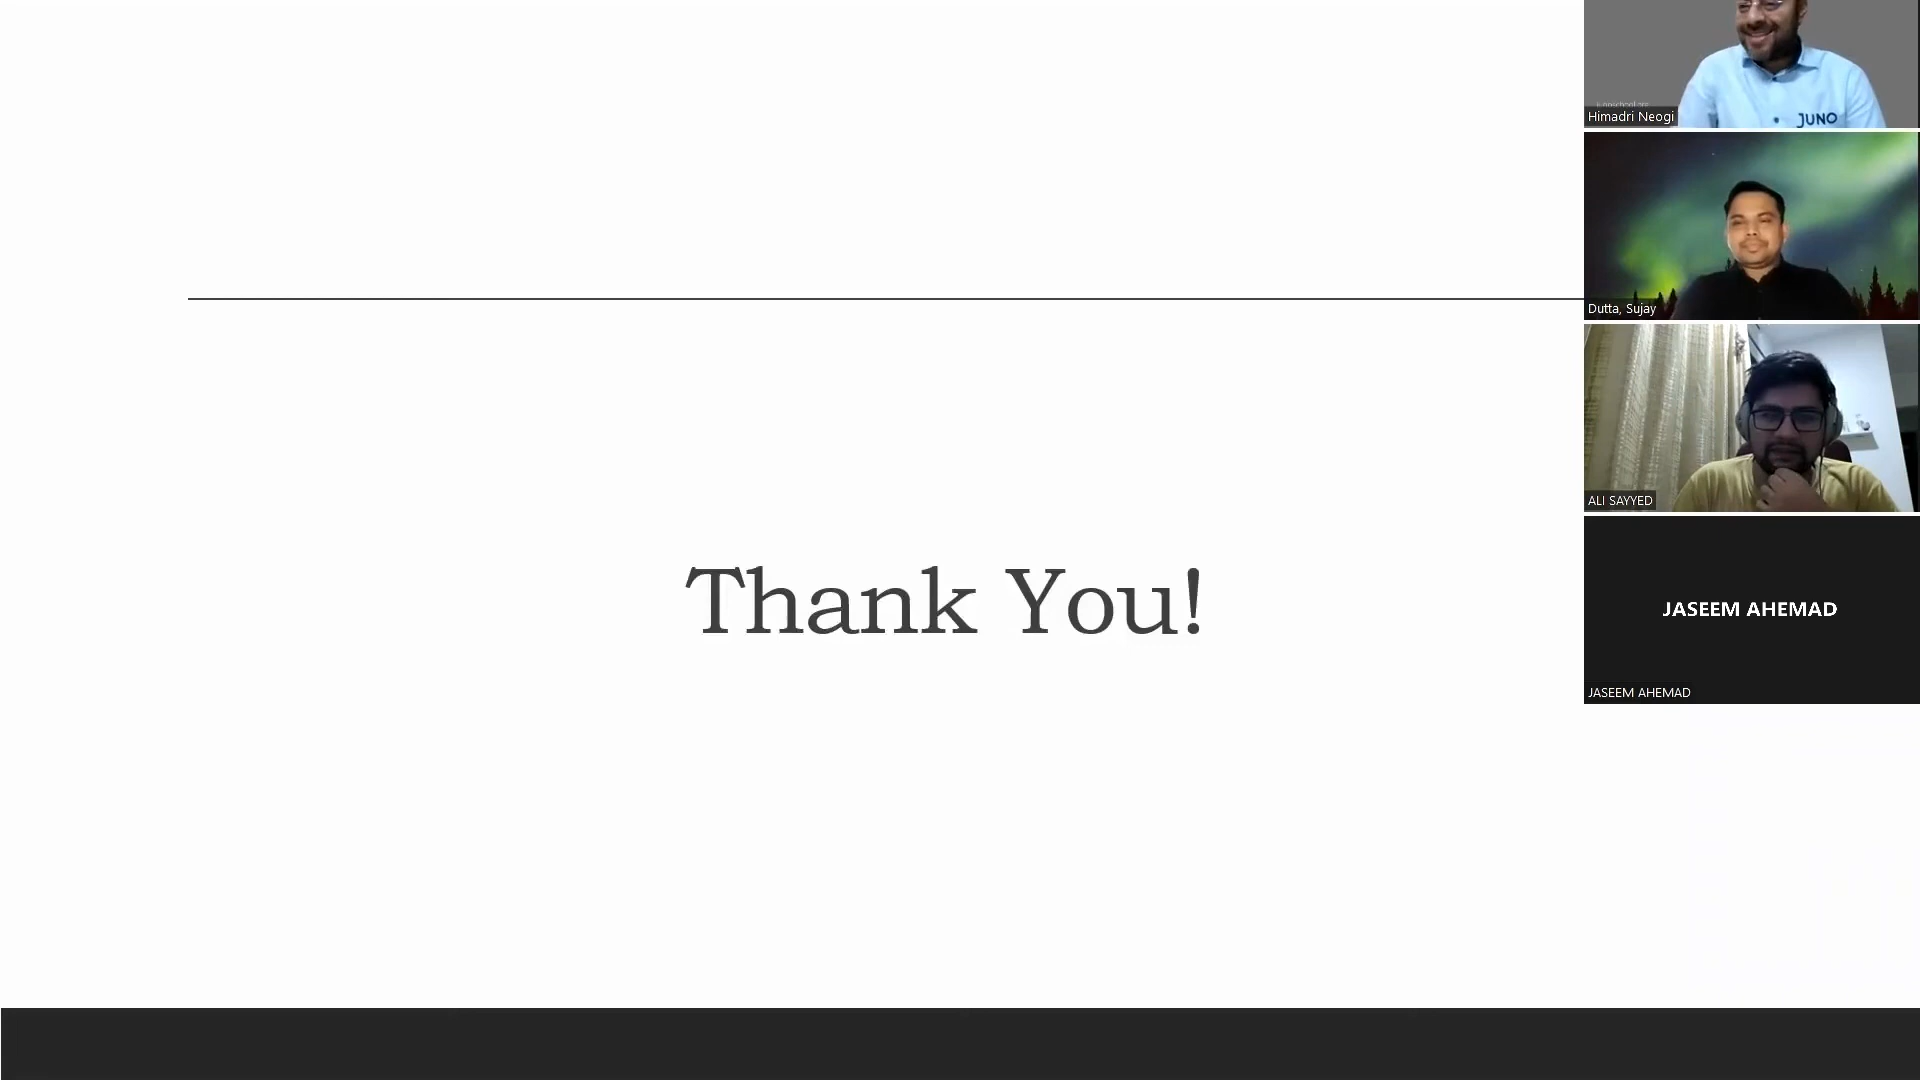 Himadri Neogi
JUNO
Dutta, Sujay
ALI SAYYED
Thank You!
JASEEM AHEMAD
JASEEM AHEMAD